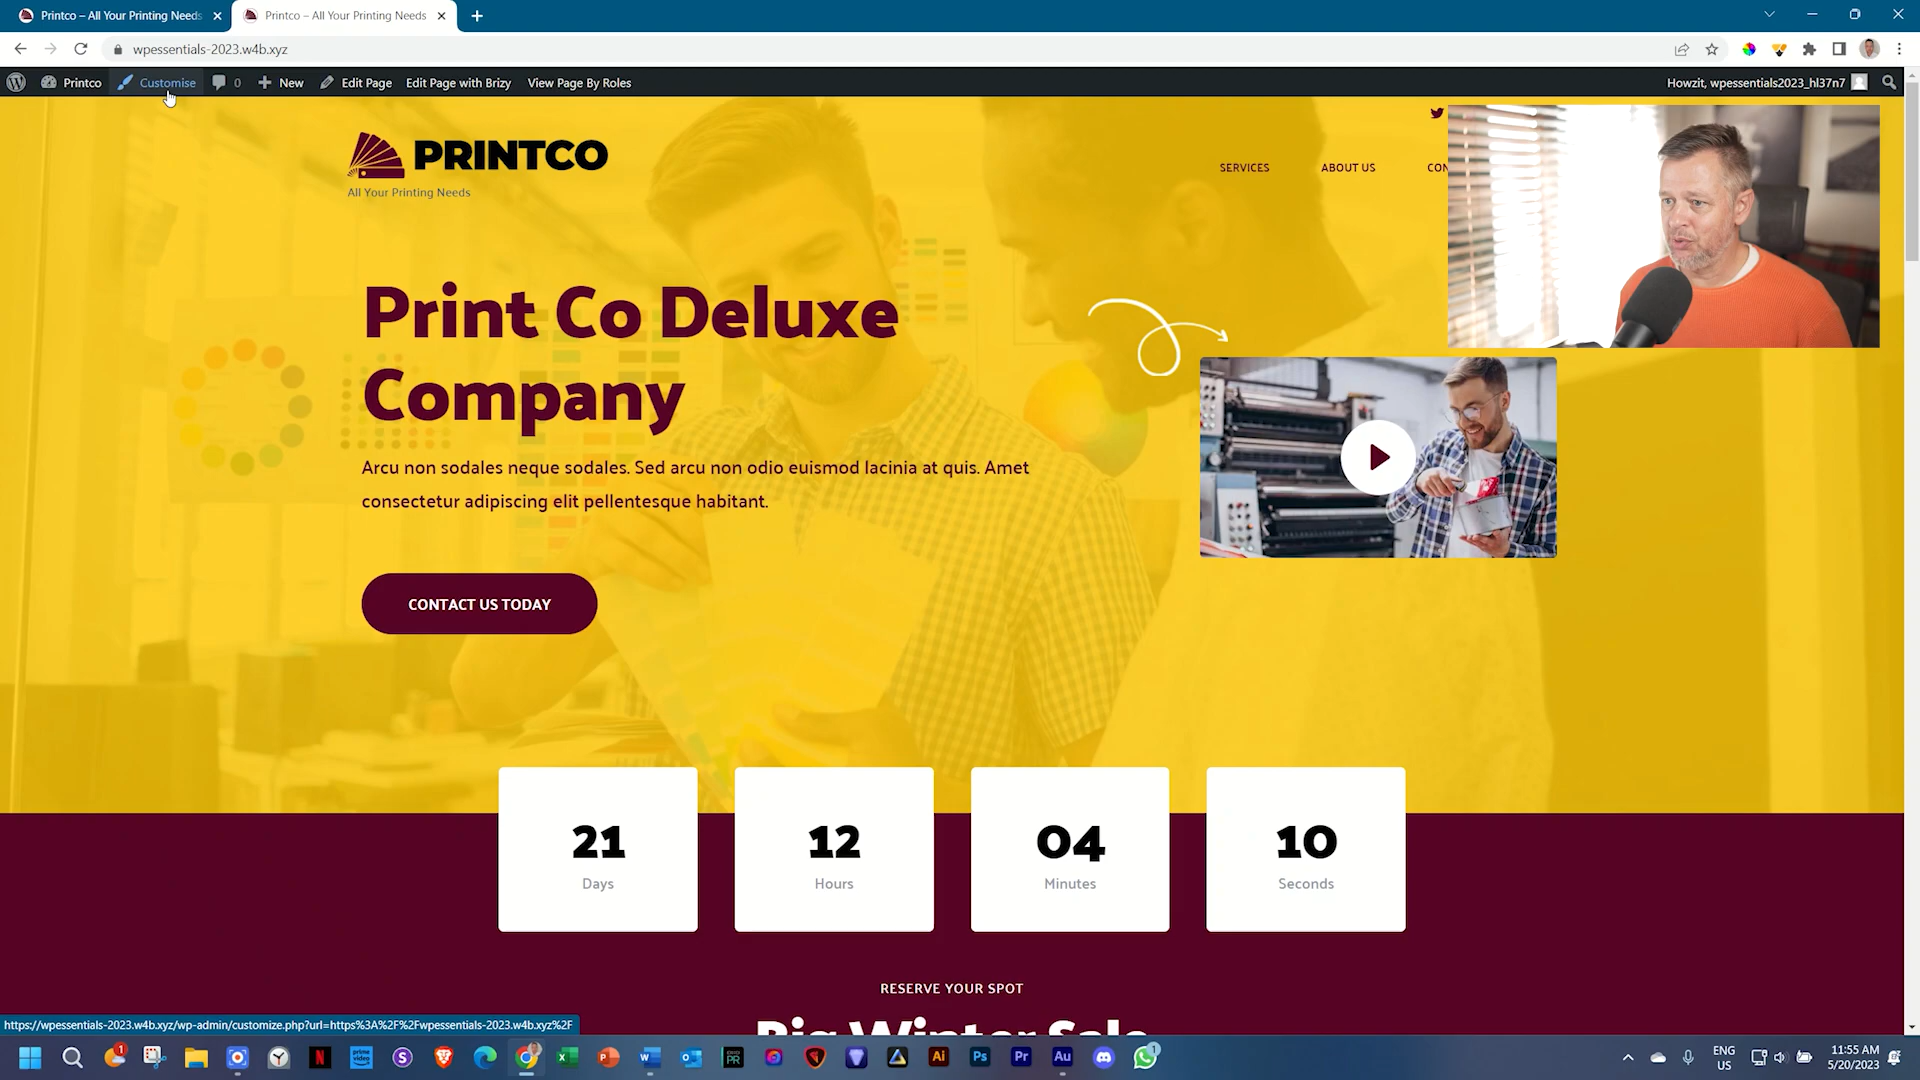 Printco – All Your Printing Needs
Printco – All Your Printing Needs
wpessentials-2023.w4b.xyz
Printco
Customise
0
New
Edit Page
Edit Page with Brizy
View Page By Roles
Howzit, wpessentials2023_hl37n7
PRINTCO
All Your Printing Needs
SERVICES
ABOUT US
CON
Print Co Deluxe
Company
Arcu non sodales neque sodales. Sed arcu non odio euismod lacinia at quis. Amet
consectetur adipiscing elit pellentesque habitant.
CONTACT US TODAY
21
Days
12
Hours
04
Minutes
10
Seconds
RESERVE YOUR SPOT
Big Winter Sale
https://wpessentials-2023.w4b.xyz/wp-admin/customize.php?url=https%3A%2F%2Fwpessentials-2023.w4b.xyz%2F
ENG
US
11:55 AM
5/20/2023